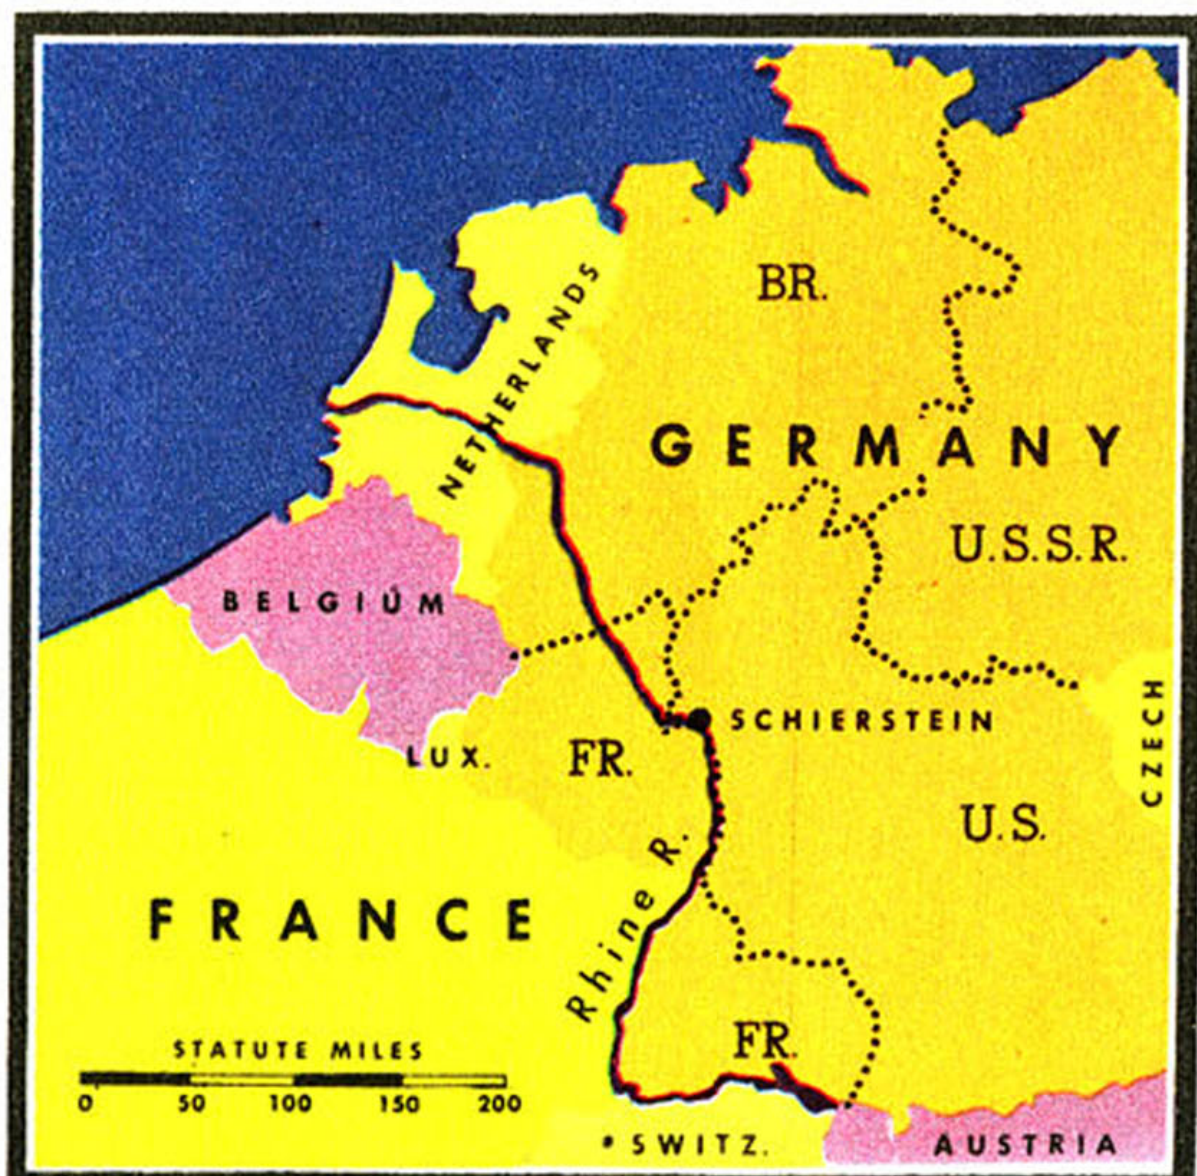 BR.
NETHERLANDS
GERMANY
U.S.S.R.
BELGIUM
SCHIERSTEIN
CZECH
LUX.
FR.
U.S.
Rhine R.
FRANCE
FR.
STATUTE MILES
0 50 100 150 200
SWITZ.
AUSTRIA